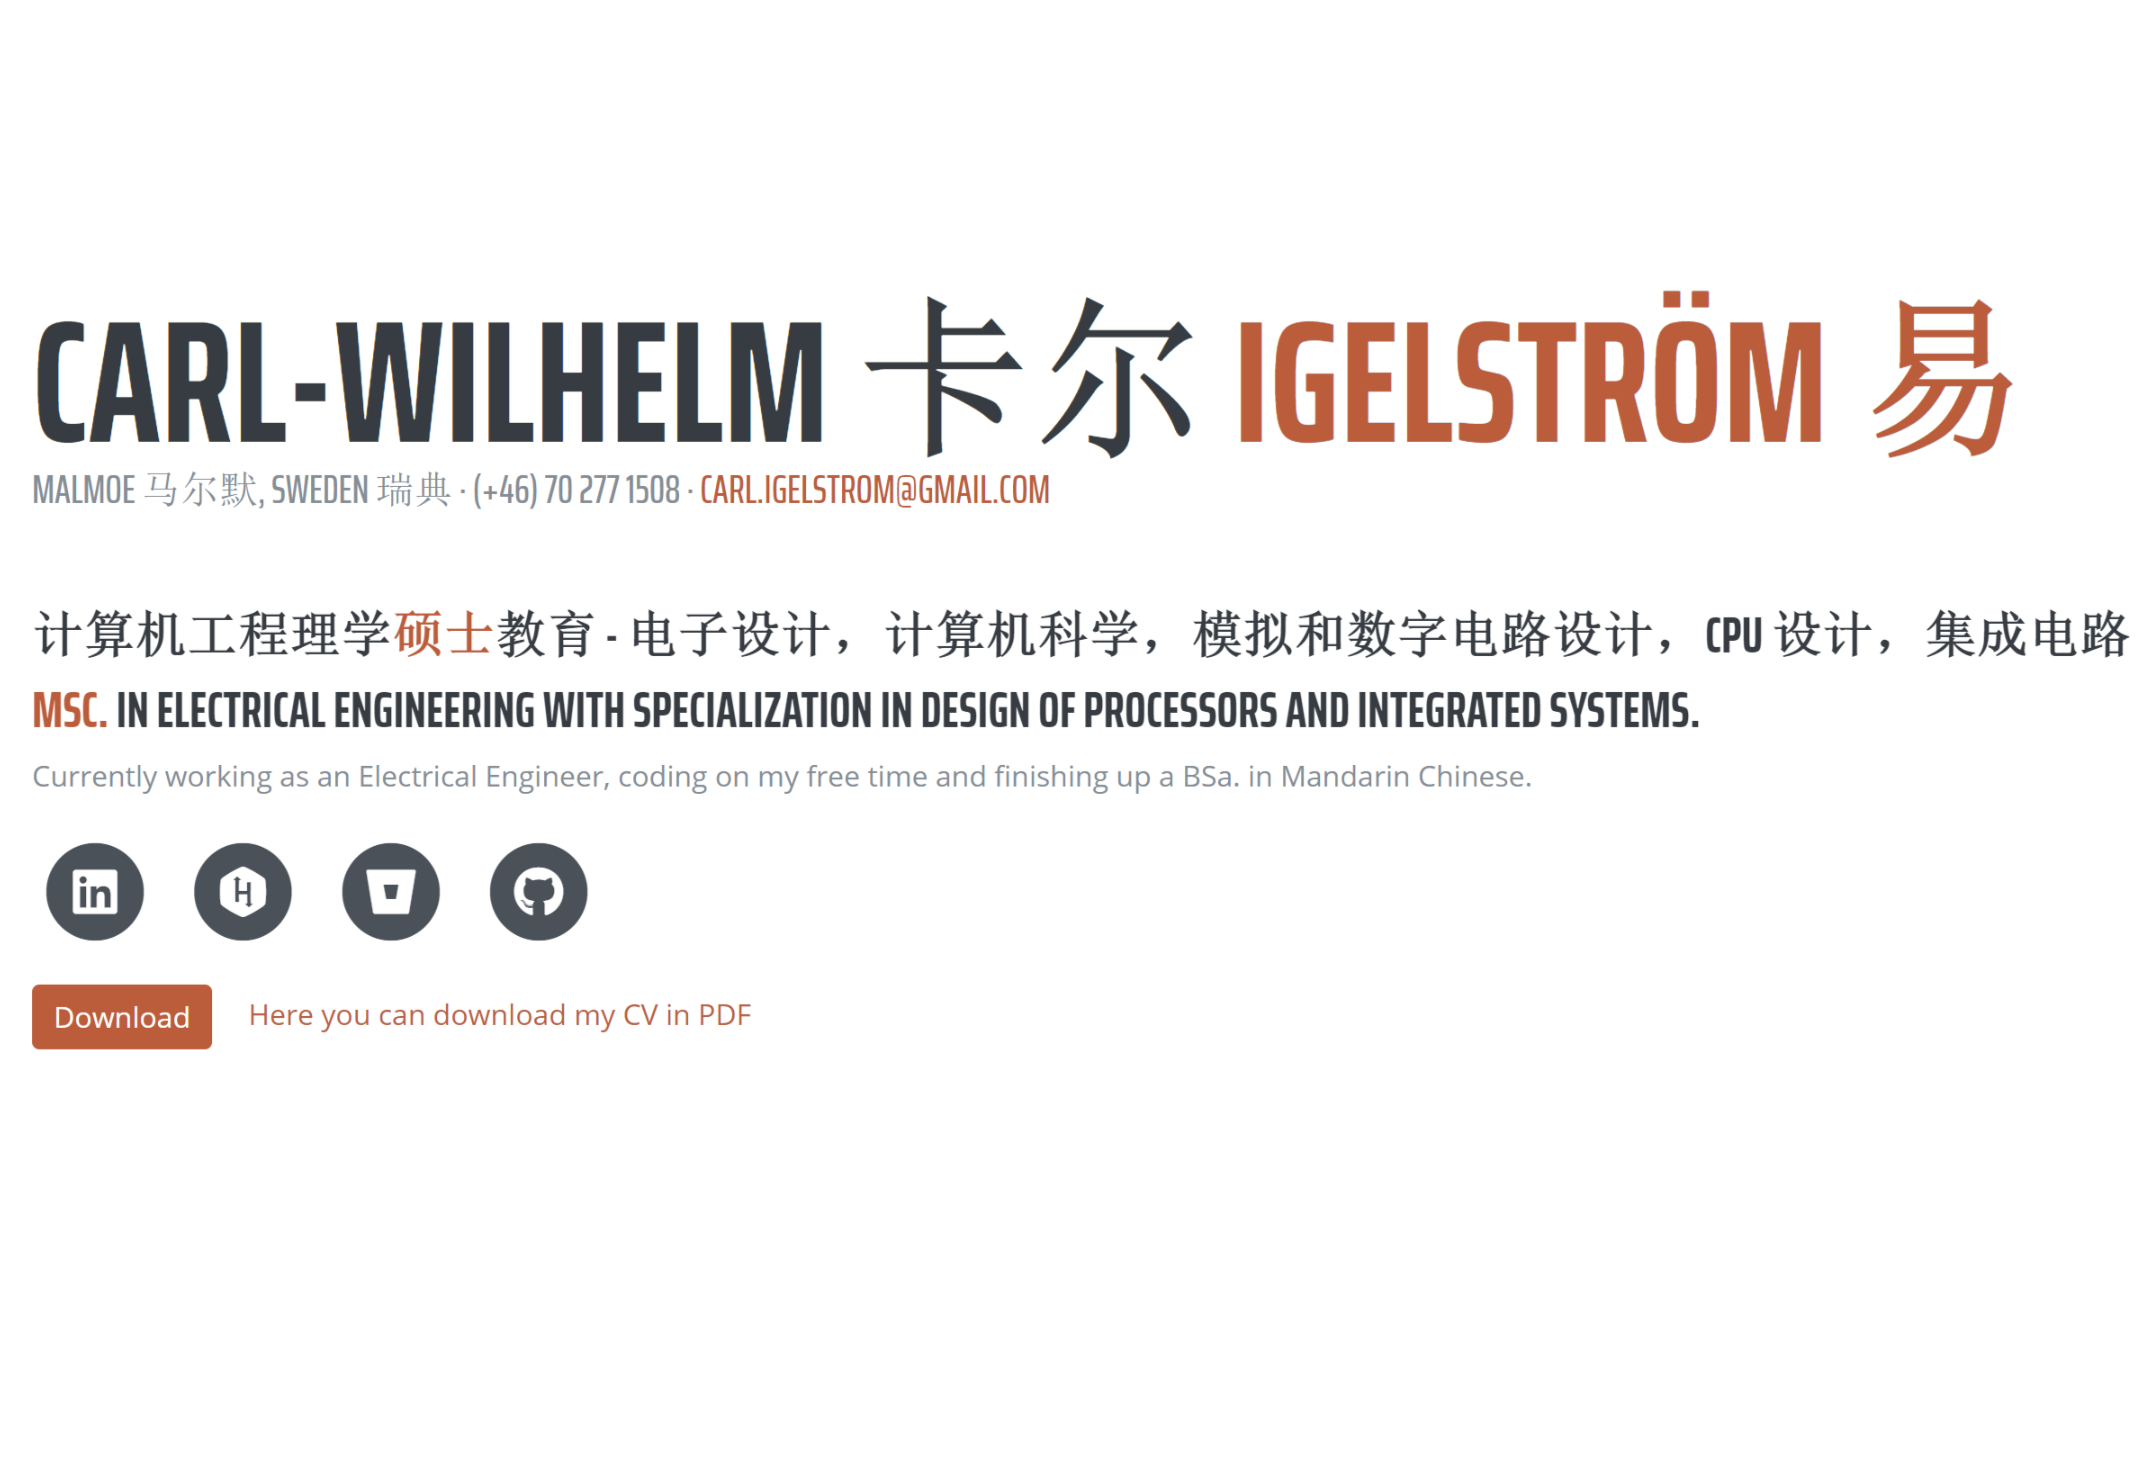 CARL-WILHELM 卡尔 IGELSTRÖM 易
MALMOE 马尔默, SWEDEN 瑞典 · (+46) 70 277 1508 · CARL.IGELSTROM@GMAIL.COM
计算机工程理学硕士教育 - 电子设计，计算机科学，模拟和数字电路设计，CPU 设计，集成电路
MSC. IN ELECTRICAL ENGINEERING WITH SPECIALIZATION IN DESIGN OF PROCESSORS AND INTEGRATED SYSTEMS.
Currently working as an Electrical Engineer, coding on my free time and finishing up a BSa. in Mandarin Chinese.
in H
Download Here you can download my CV in PDF